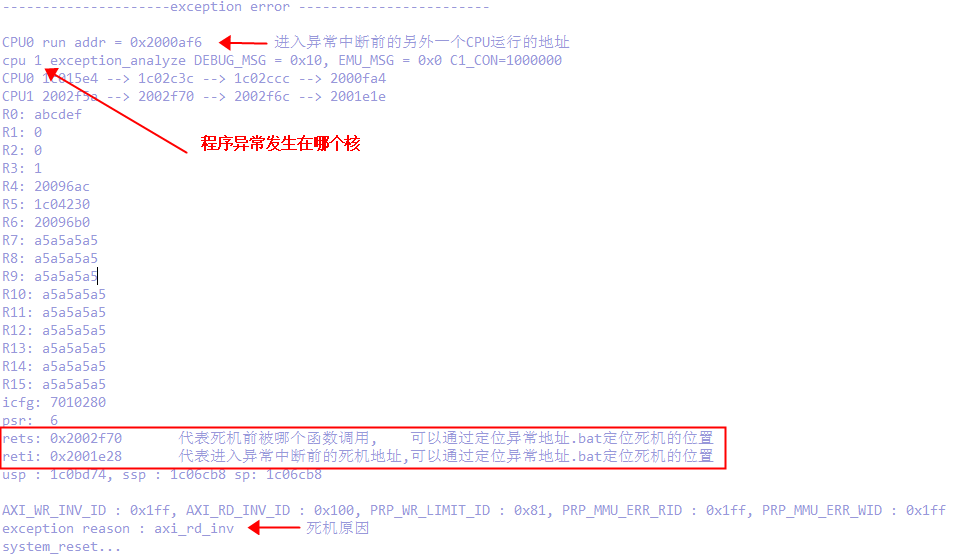 ---------------------exception error ------------------------
CPU0 run addr = 0x2000af6 进入异常中断前的另外一个CPU运行的地址
cpu 1 exception_analyze DEBUG_MSG = 0x10, EMU_MSG = 0x0 C1_CON=1000000
CPU0 1c015e4 --> 1c02c3c --> 1c02ccc --> 2000fa4
CPU1 2002f5a --> 2002f70 --> 2002f6c --> 2001e1e
R0: abcdef
R1: 0
程序异常发生在哪个核
R2: 0
R3: 1
R4: 20096ac
R5: 1c04230
R6: 20096b0
R7: a5a5a5a5
R8: a5a5a5a5
R9: a5a5a5a5
R10: a5a5a5a5
R11: a5a5a5a5
R12: a5a5a5a5
R13: a5a5a5a5
R14: a5a5a5a5
R15: a5a5a5a5
icfg: 7010280
psr: 6
rets: 0x2002f70 代表死机前被哪个函数调用, 可以通过定位异常地址.bat定位死机的位置
reti: 0x2001e28 代表进入异常中断前的死机地址,可以通过定位异常地址.bat定位死机的位置
usp : 1c0bd74, ssp : 1c06cb8 sp: 1c06cb8
AXI_WR_INV_ID : 0x1ff, AXI_RD_INV_ID : 0x100, PRP_WR_LIMIT_ID : 0x81, PRP_MMU_ERR_RID : 0x1ff, PRP_MMU_ERR_WID : 0x1ff
exception reason : axi_rd_inv 死机原因
system_reset...